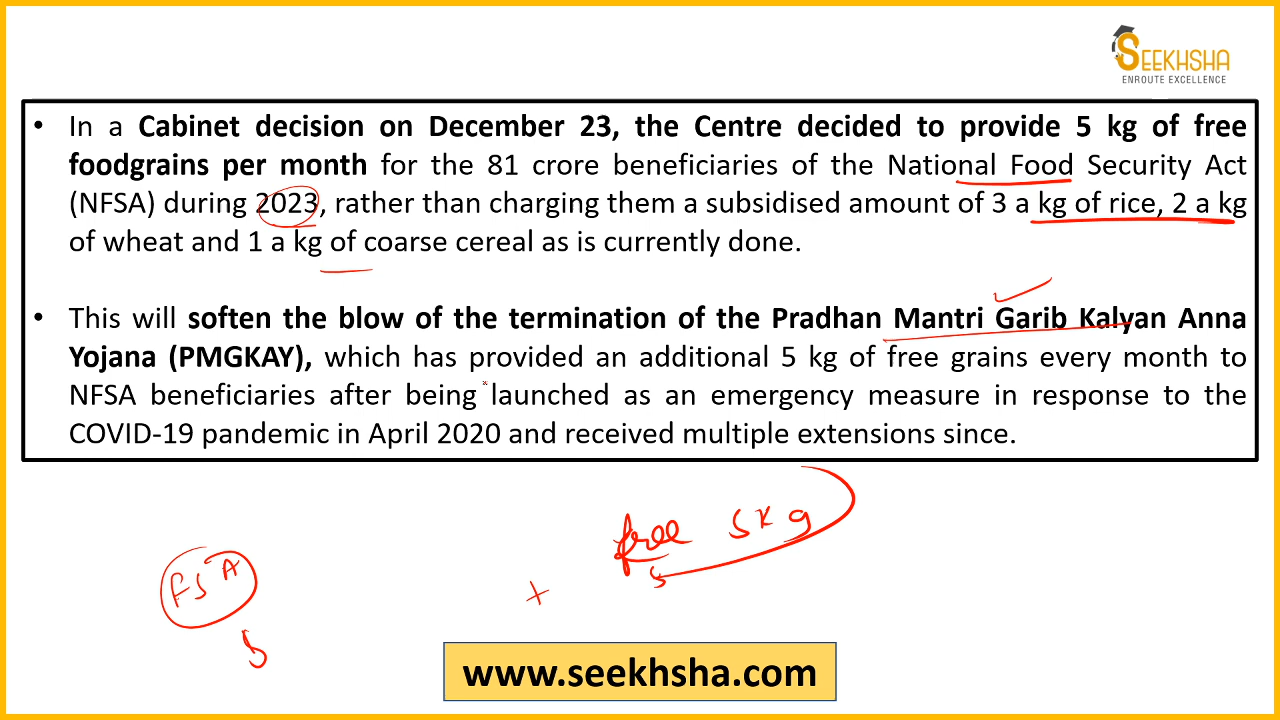 SEEKHSHA
ENROUTE EXCELLENCE
• In a Cabinet decision on December 23, the Centre decided to provide 5 kg of free
foodgrains per month for the 81 crore beneficiaries of the National Food Security Act
(NFSA) during 2023, rather than charging them a subsidised amount of 3 a kg of rice, 2 a kg
of wheat and 1 a kg of coarse cereal as is currently done.
• This will soften the blow of the termination of the Pradhan Mantri Garib Kalyan Anna
Yojana (PMGKAY), which has provided an additional 5 kg of free grains every month to
NFSA beneficiaries after being launched as an emergency measure in response to the
COVID-19 pandemic in April 2020 and received multiple extensions since.
free 5kg
FSA
+
www.seekhsha.com